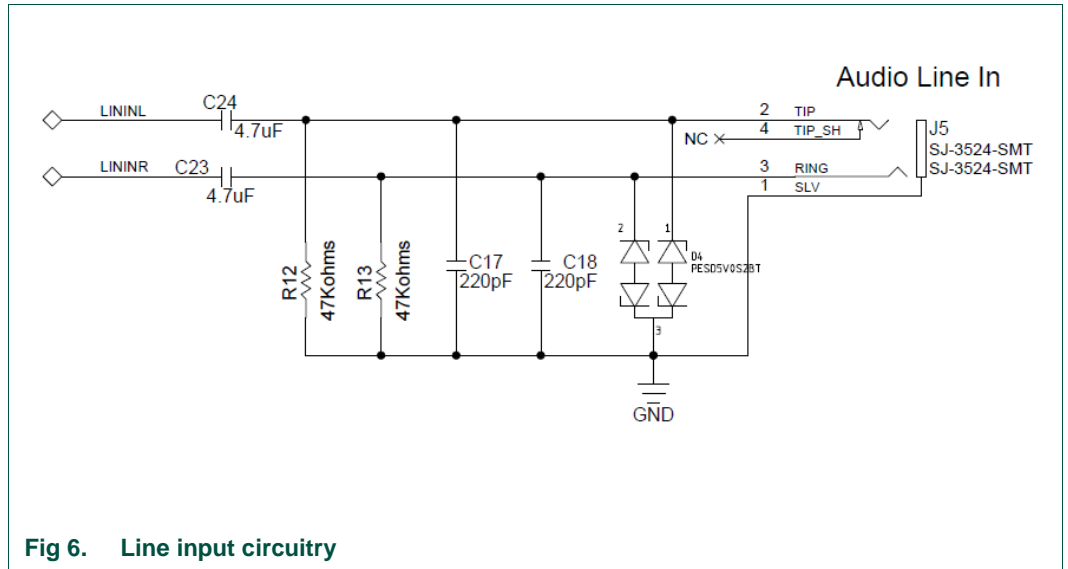 Audio Line In
LININL
C24
4.7uF
2 TIP
4 TIP_SH
NC
J5
SJ-3524-SMT
SJ-3524-SMT
LININR
C23
4.7uF
3 RING
1 SLV
R12
47Kohms
R13
47Kohms
C17
220pF
C18
220pF
2
1
D4
PESD5V0S2BT
3
GND
Fig 6. Line input circuitry